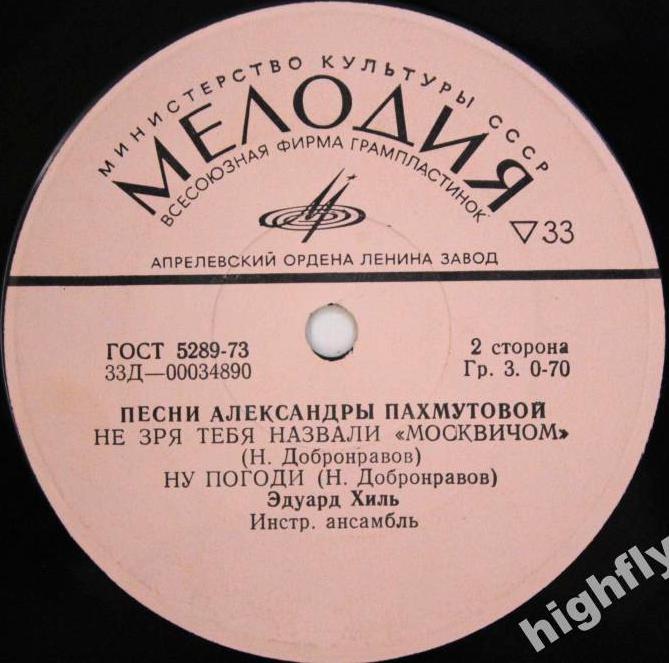 МИНИСТЕРСТВО КУЛЬТУРЫ СССР
МЕЛОДИЯ
ВСЕСОЮЗНАЯ ФИРМА ГРАМПЛАСТИНОК
▽33
АПРЕЛЕВСКИЙ ОРДЕНА ЛЕНИНА ЗАВОД
ГОСТ 5289-73
33Д—00034890
2 сторона
Гр. 3. 0-70
ПЕСНИ АЛЕКСАНДРЫ ПАХМУТОВОЙ
НЕ ЗРЯ ТЕБЯ НАЗВАЛИ «МОСКВИЧОМ»
(Н. Добронравов)
НУ ПОГОДИ (Н. Добронравов)
Эдуард Хиль
Инстр. ансамбль
highfly